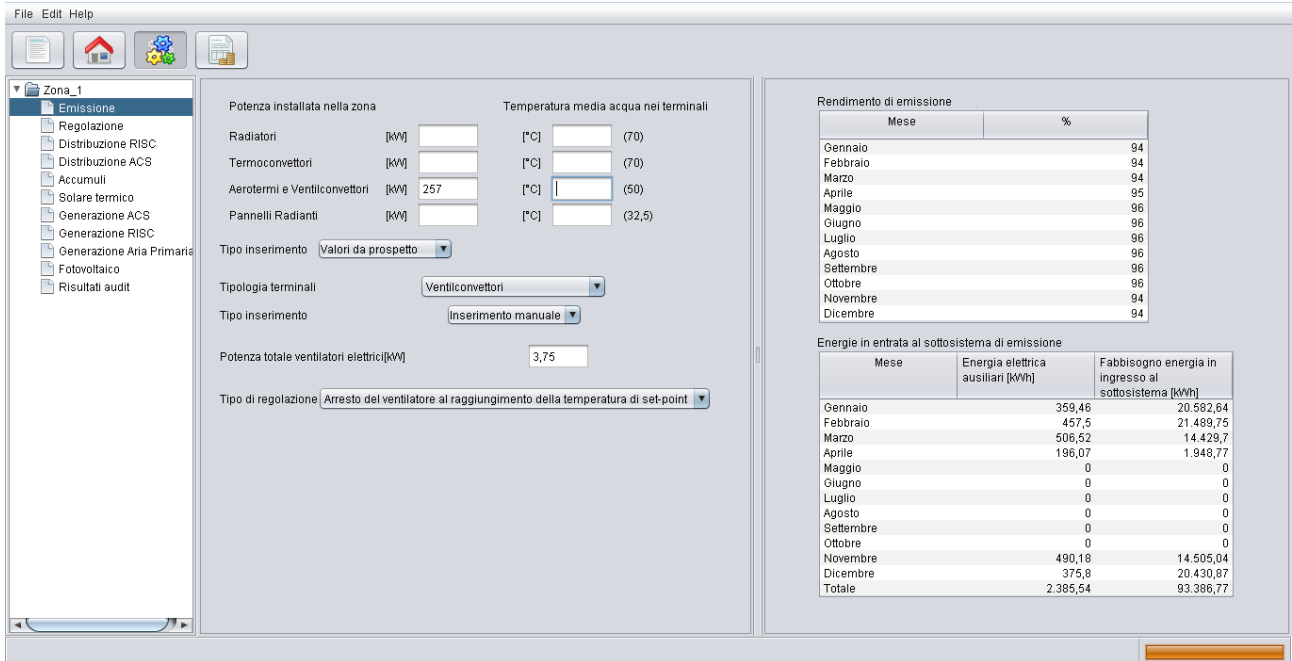 File Edit Help
Zona_1
Emissione
Regolazione
Distribuzione RISC
Distribuzione ACS
Accumuli
Solare termico
Generazione ACS
Generazione RISC
Generazione Aria Primaria
Fotovoltaico
Risultati audit
Potenza installata nella zona Temperatura media acqua nei terminali
Radiatori [kW] [°C] (70)
Termoconvettori [kW] [°C] (70)
Aerotermi e Ventilconvettori [kW] 257 [°C] (50)
Pannelli Radianti [kW] [°C] (32,5)
Tipo inserimento Valori da prospetto
Tipologia terminali Ventilconvettori
Tipo inserimento Inserimento manuale
Potenza totale ventilatori elettrici[kW] 3,75
Tipo di regolazione Arresto del ventilatore al raggiungimento della temperatura di set-point
Rendimento di emissione
Mese %
Gennaio 94
Febbraio 94
Marzo 94
Aprile 95
Maggio 96
Giugno 96
Luglio 96
Agosto 96
Settembre 96
Ottobre 96
Novembre 94
Dicembre 94
Energie in entrata al sottosistema di emissione
Mese Energia elettrica Fabbisogno energia in
ausiliari [kWh] ingresso al
sottosistema [kWh]
Gennaio 359,46 20.582,64
Febbraio 457,5 21.489,75
Marzo 506,52 14.429,7
Aprile 196,07 1.948,77
Maggio 0 0
Giugno 0 0
Luglio 0 0
Agosto 0 0
Settembre 0 0
Ottobre 0 0
Novembre 490,18 14.505,04
Dicembre 375,8 20.430,87
Totale 2.385,54 93.386,77